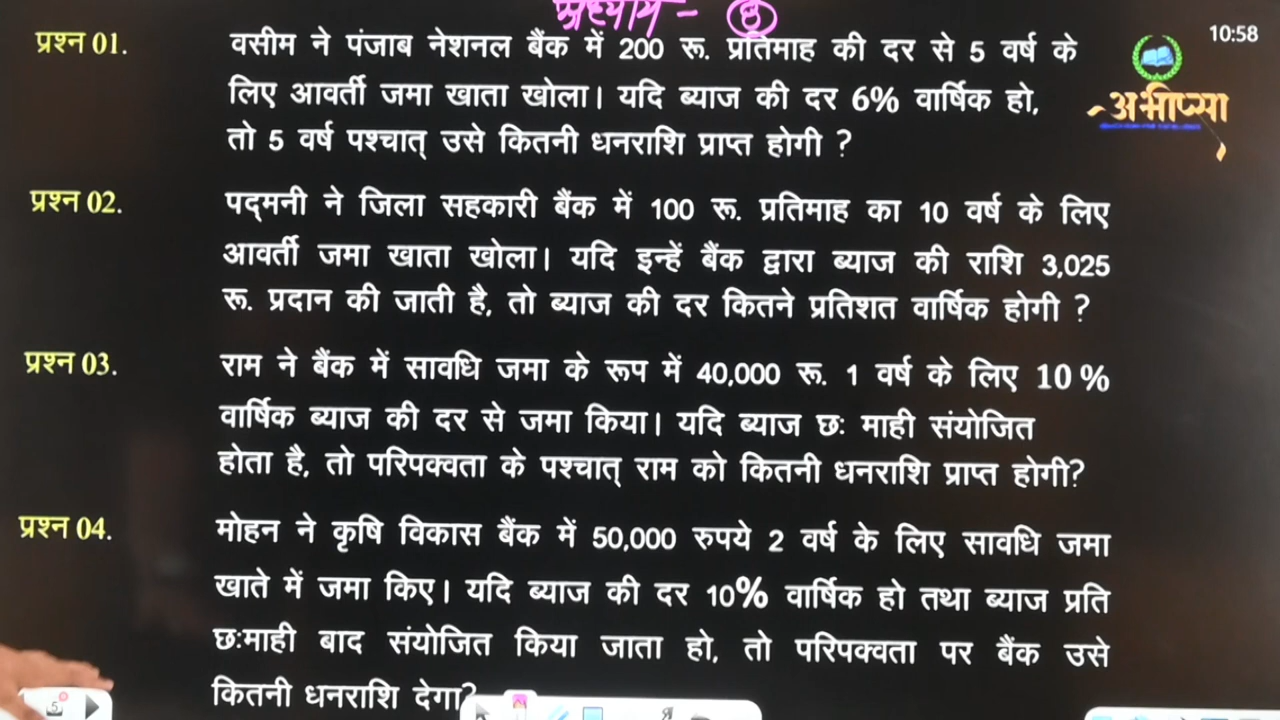 अध्याय - 8
10:58
अभीप्सा
प्रश्न 01. वसीम ने पंजाब नेशनल बैंक में 200 रू. प्रतिमाह की दर से 5 वर्ष के
लिए आवर्ती जमा खाता खोला। यदि ब्याज की दर 6% वार्षिक हो,
तो 5 वर्ष पश्चात् उसे कितनी धनराशि प्राप्त होगी ?
प्रश्न 02. पद्मनी ने जिला सहकारी बैंक में 100 रू. प्रतिमाह का 10 वर्ष के लिए
आवर्ती जमा खाता खोला। यदि इन्हें बैंक द्वारा ब्याज की राशि 3,025
रू. प्रदान की जाती है, तो ब्याज की दर कितने प्रतिशत वार्षिक होगी ?
प्रश्न 03. राम ने बैंक में सावधि जमा के रूप में 40,000 रू. 1 वर्ष के लिए 10 %
वार्षिक ब्याज की दर से जमा किया। यदि ब्याज छः माही संयोजित
होता है, तो परिपक्वता के पश्चात् राम को कितनी धनराशि प्राप्त होगी?
प्रश्न 04. मोहन ने कृषि विकास बैंक में 50,000 रुपये 2 वर्ष के लिए सावधि जमा
खाते में जमा किए। यदि ब्याज की दर 10% वार्षिक हो तथा ब्याज प्रति
छःमाही बाद संयोजित किया जाता हो, तो परिपक्वता पर बैंक उसे
कितनी धनराशि देगा?
5